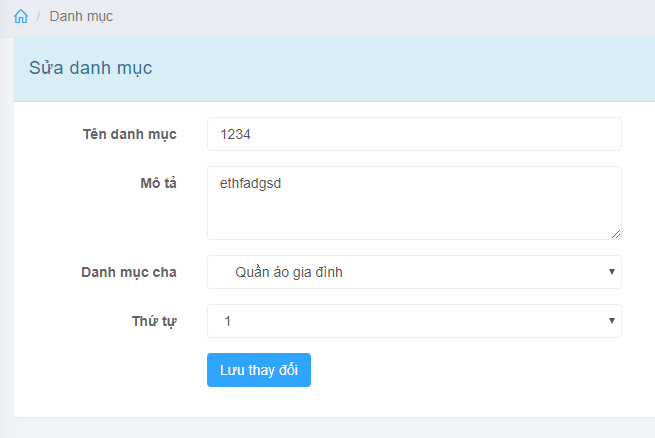 / Danh mục
Sửa danh mục
Tên danh mục 1234
Mô tả ethfadgsd
Danh mục cha Quần áo gia đình
Thứ tự 1
Lưu thay đổi